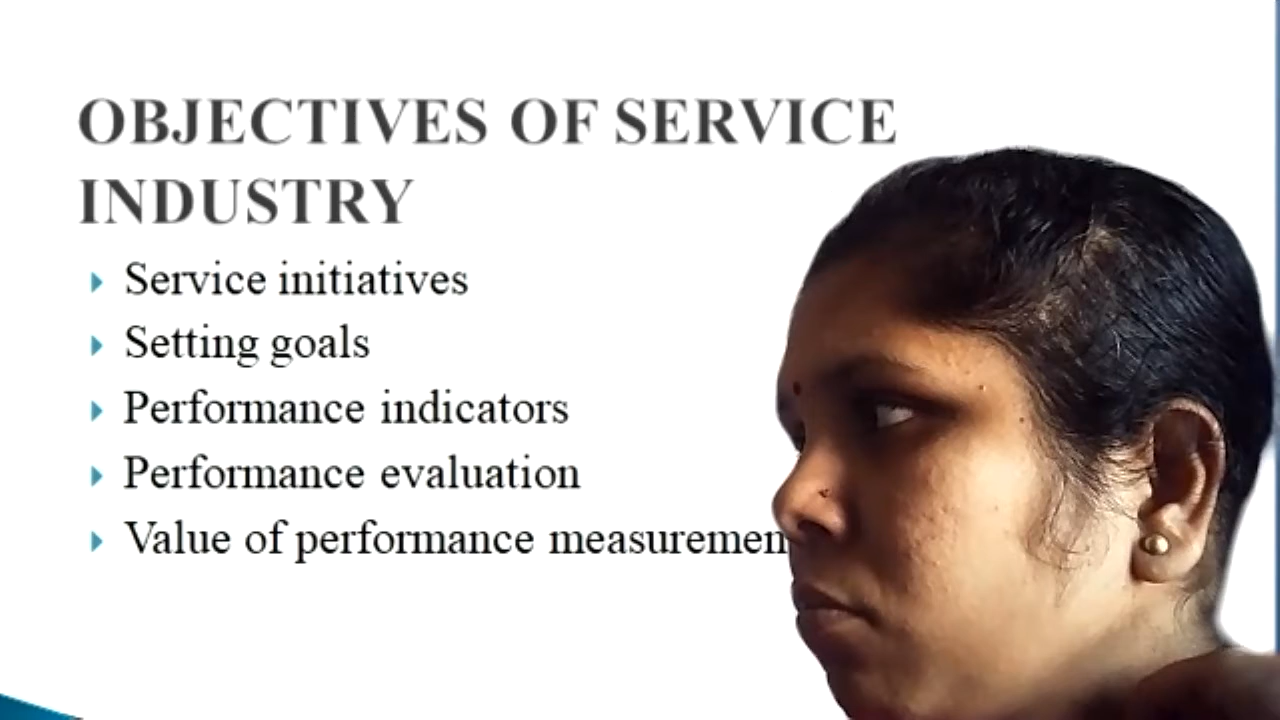 OBJECTIVES OF SERVICE
INDUSTRY
Service initiatives
Setting goals
Performance indicators
Performance evaluation
Value of performance measuremen